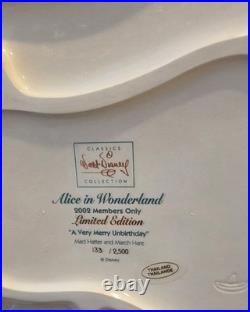 CLASSICS
Walt Disney
COLLECTION
Alice in Wonderland
2002 Members Only
Limited Edition
"A Very Merry Unbirthday"
Mad Hatter and March Hare
133 /2,500
© Disney
THAILAND
THAILANDE